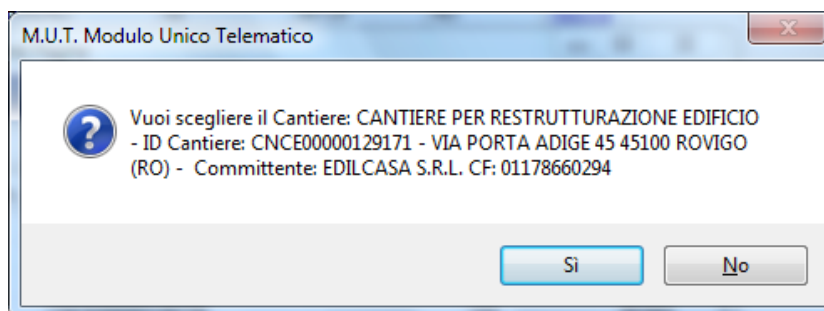 M.U.T. Modulo Unico Telematico
Vuoi scegliere il Cantiere: CANTIERE PER RESTRUTTURAZIONE EDIFICIO
- ID Cantiere: CNCE00000129171 - VIA PORTA ADIGE 45 45100 ROVIGO
(RO) - Committente: EDILCASA S.R.L. CF: 01178660294
Sì No